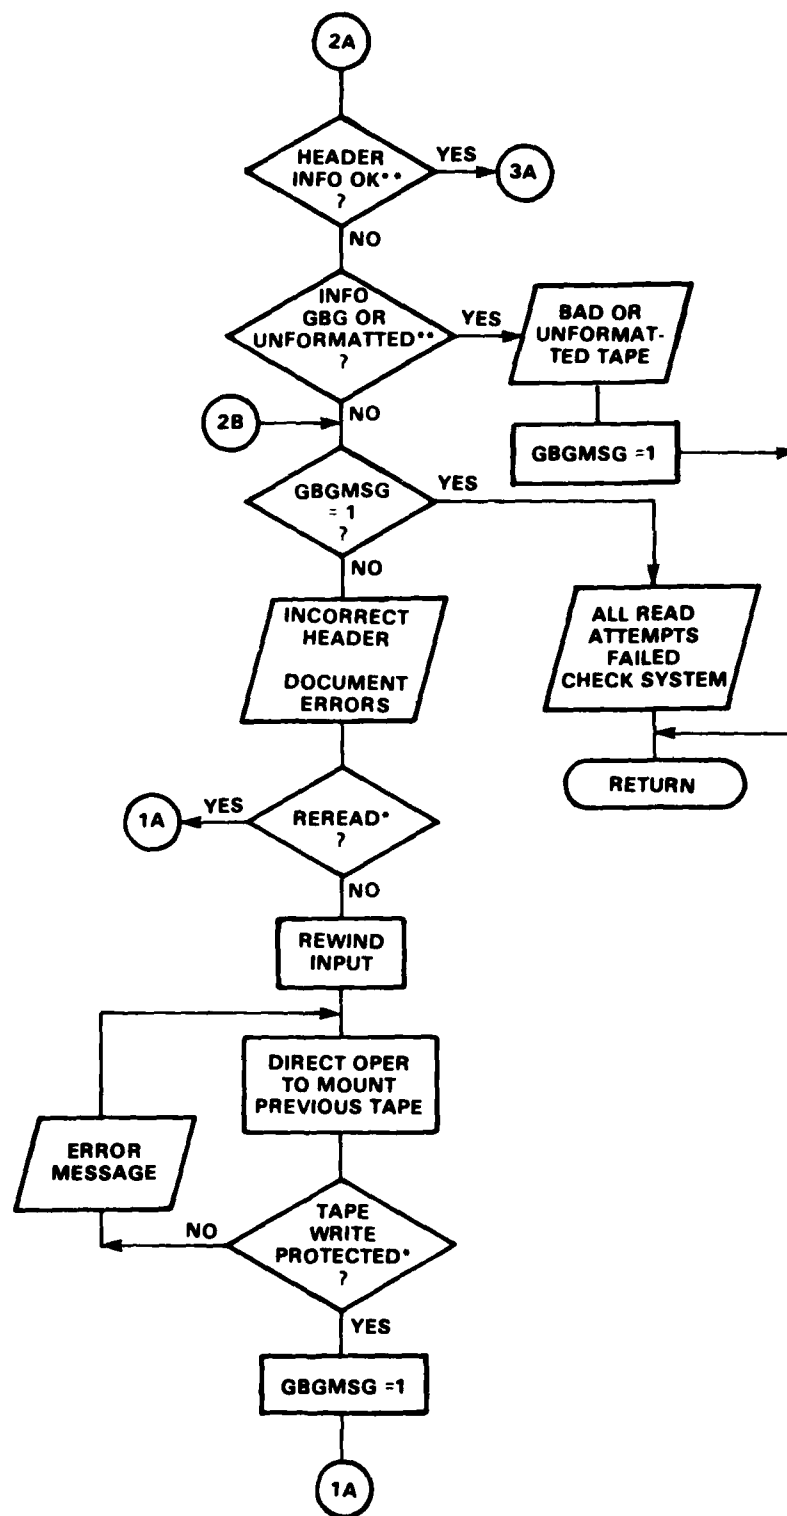 2A
HEADER
INFO OK**
?
YES
3A
NO
INFO
GBG OR
UNFORMATTED**
?
YES
BAD OR
UNFORMAT-
TED TAPE
NO
2B
GBGMSG =1
GBGMSG
= 1
?
YES
NO
INCORRECT
HEADER
DOCUMENT
ERRORS
ALL READ
ATTEMPTS
FAILED
CHECK SYSTEM
RETURN
1A
YES
REREAD*
?
NO
REWIND
INPUT
DIRECT OPER
TO MOUNT
PREVIOUS TAPE
ERROR
MESSAGE
NO
TAPE
WRITE
PROTECTED*
?
YES
GBGMSG =1
1A